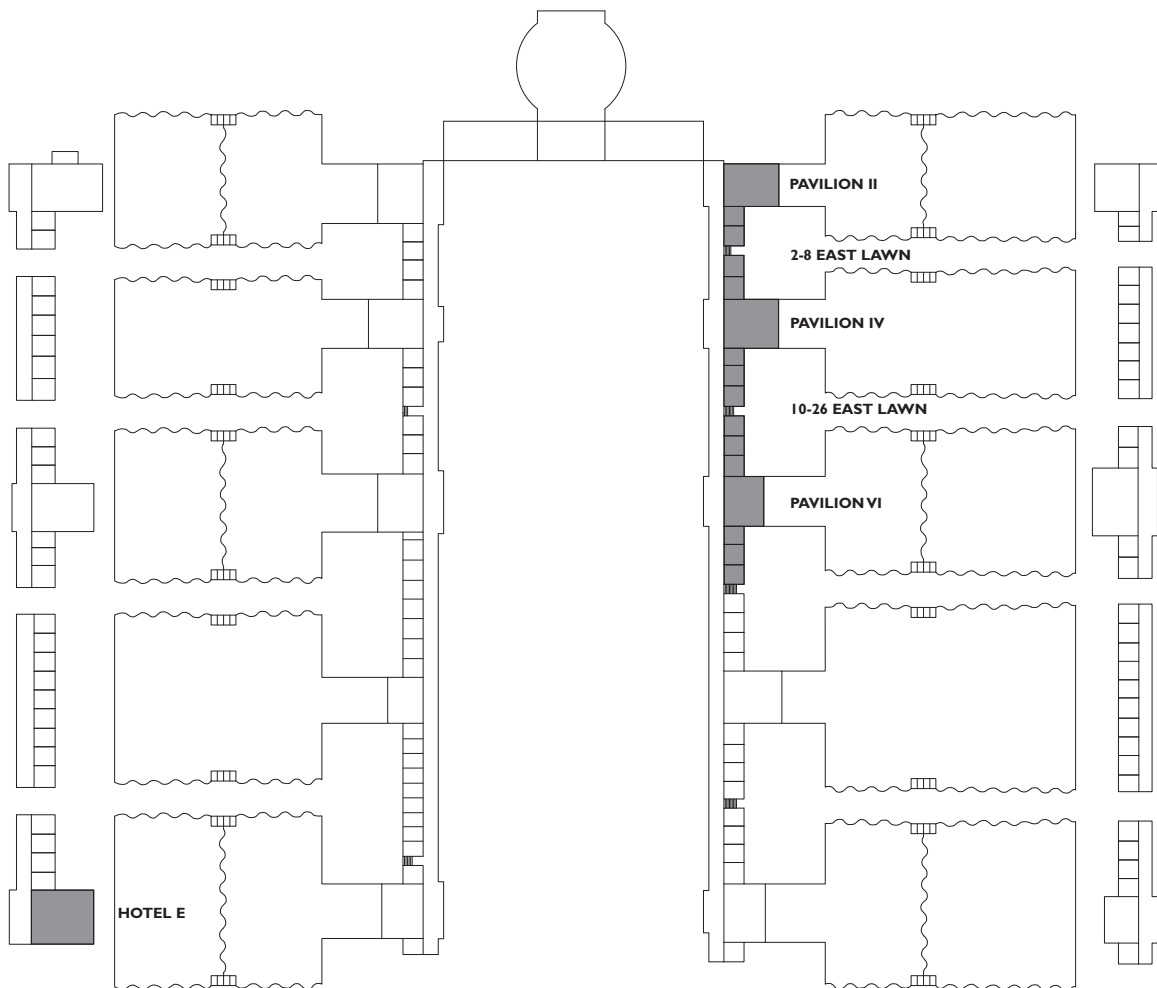 PAVILION II
2-8 EAST LAWN
PAVILION IV
10-26 EAST LAWN
PAVILION VI
HOTEL E